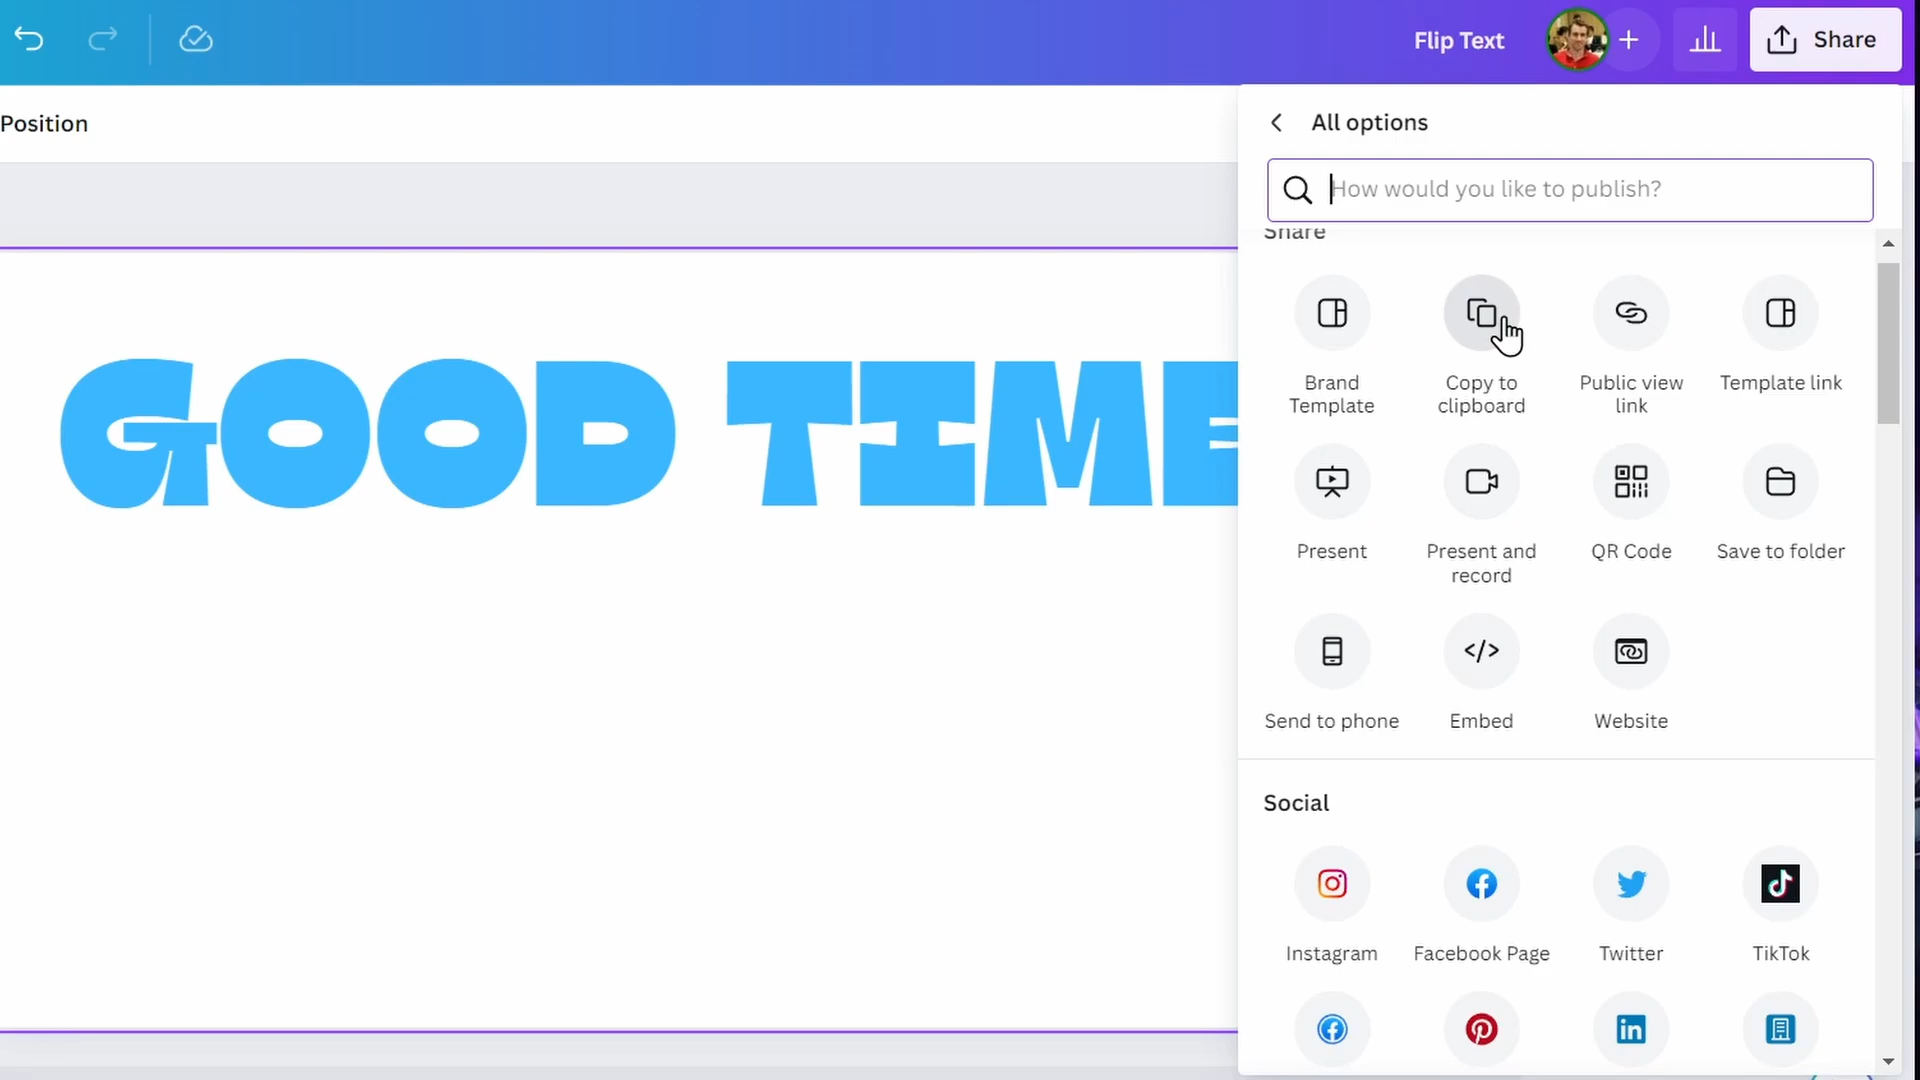 Flip Text
Share
Position
All options
How would you like to publish?
Share
GOOD TIME
Brand
Template
Copy to
clipboard
Public view
link
Template link
Present
Present and
record
QR Code
Save to folder
Send to phone
Embed
Website
Social
Instagram
Facebook Page
Twitter
TikTok